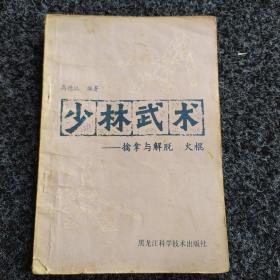 高德江 编著
少林武术
——擒拿与解脱 火棍
黑龙江科学技术出版社